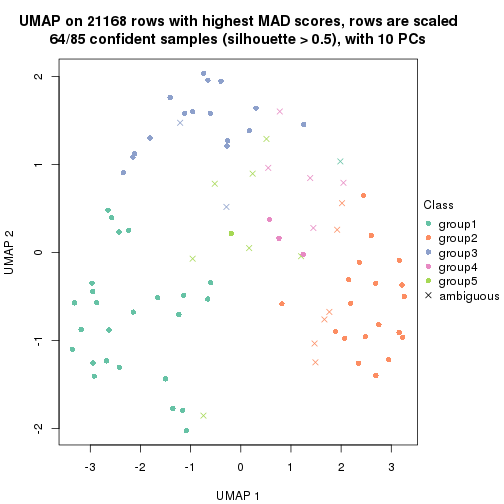 UMAP on 21168 rows with highest MAD scores, rows are scaled
64/85 confident samples (silhouette > 0.5), with 10 PCs
2
1
0
-1
-2
UMAP 2
-3
-2
-1
0
1
2
3
UMAP 1
Class
group1
group2
group3
group4
group5
ambiguous